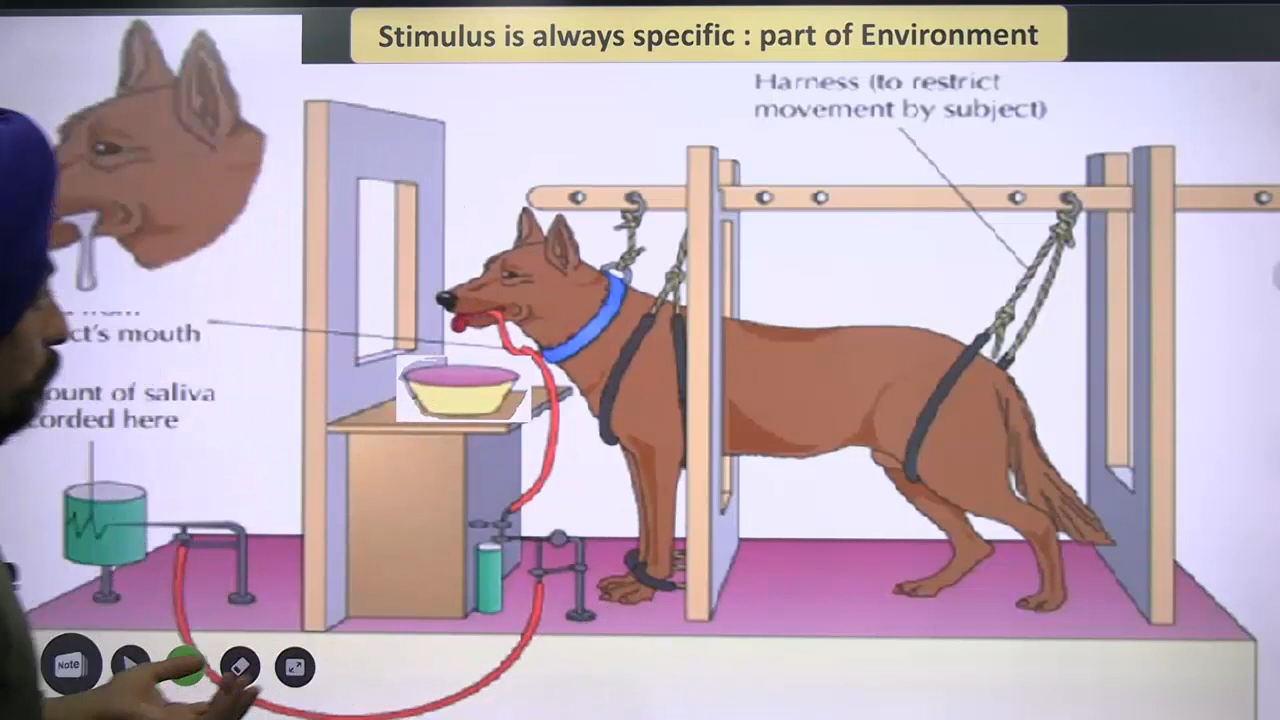 Stimulus is always specific : part of Environment
Harness (to restrict
movement by subject)
ct's mouth
ount of saliva
orded here
Note